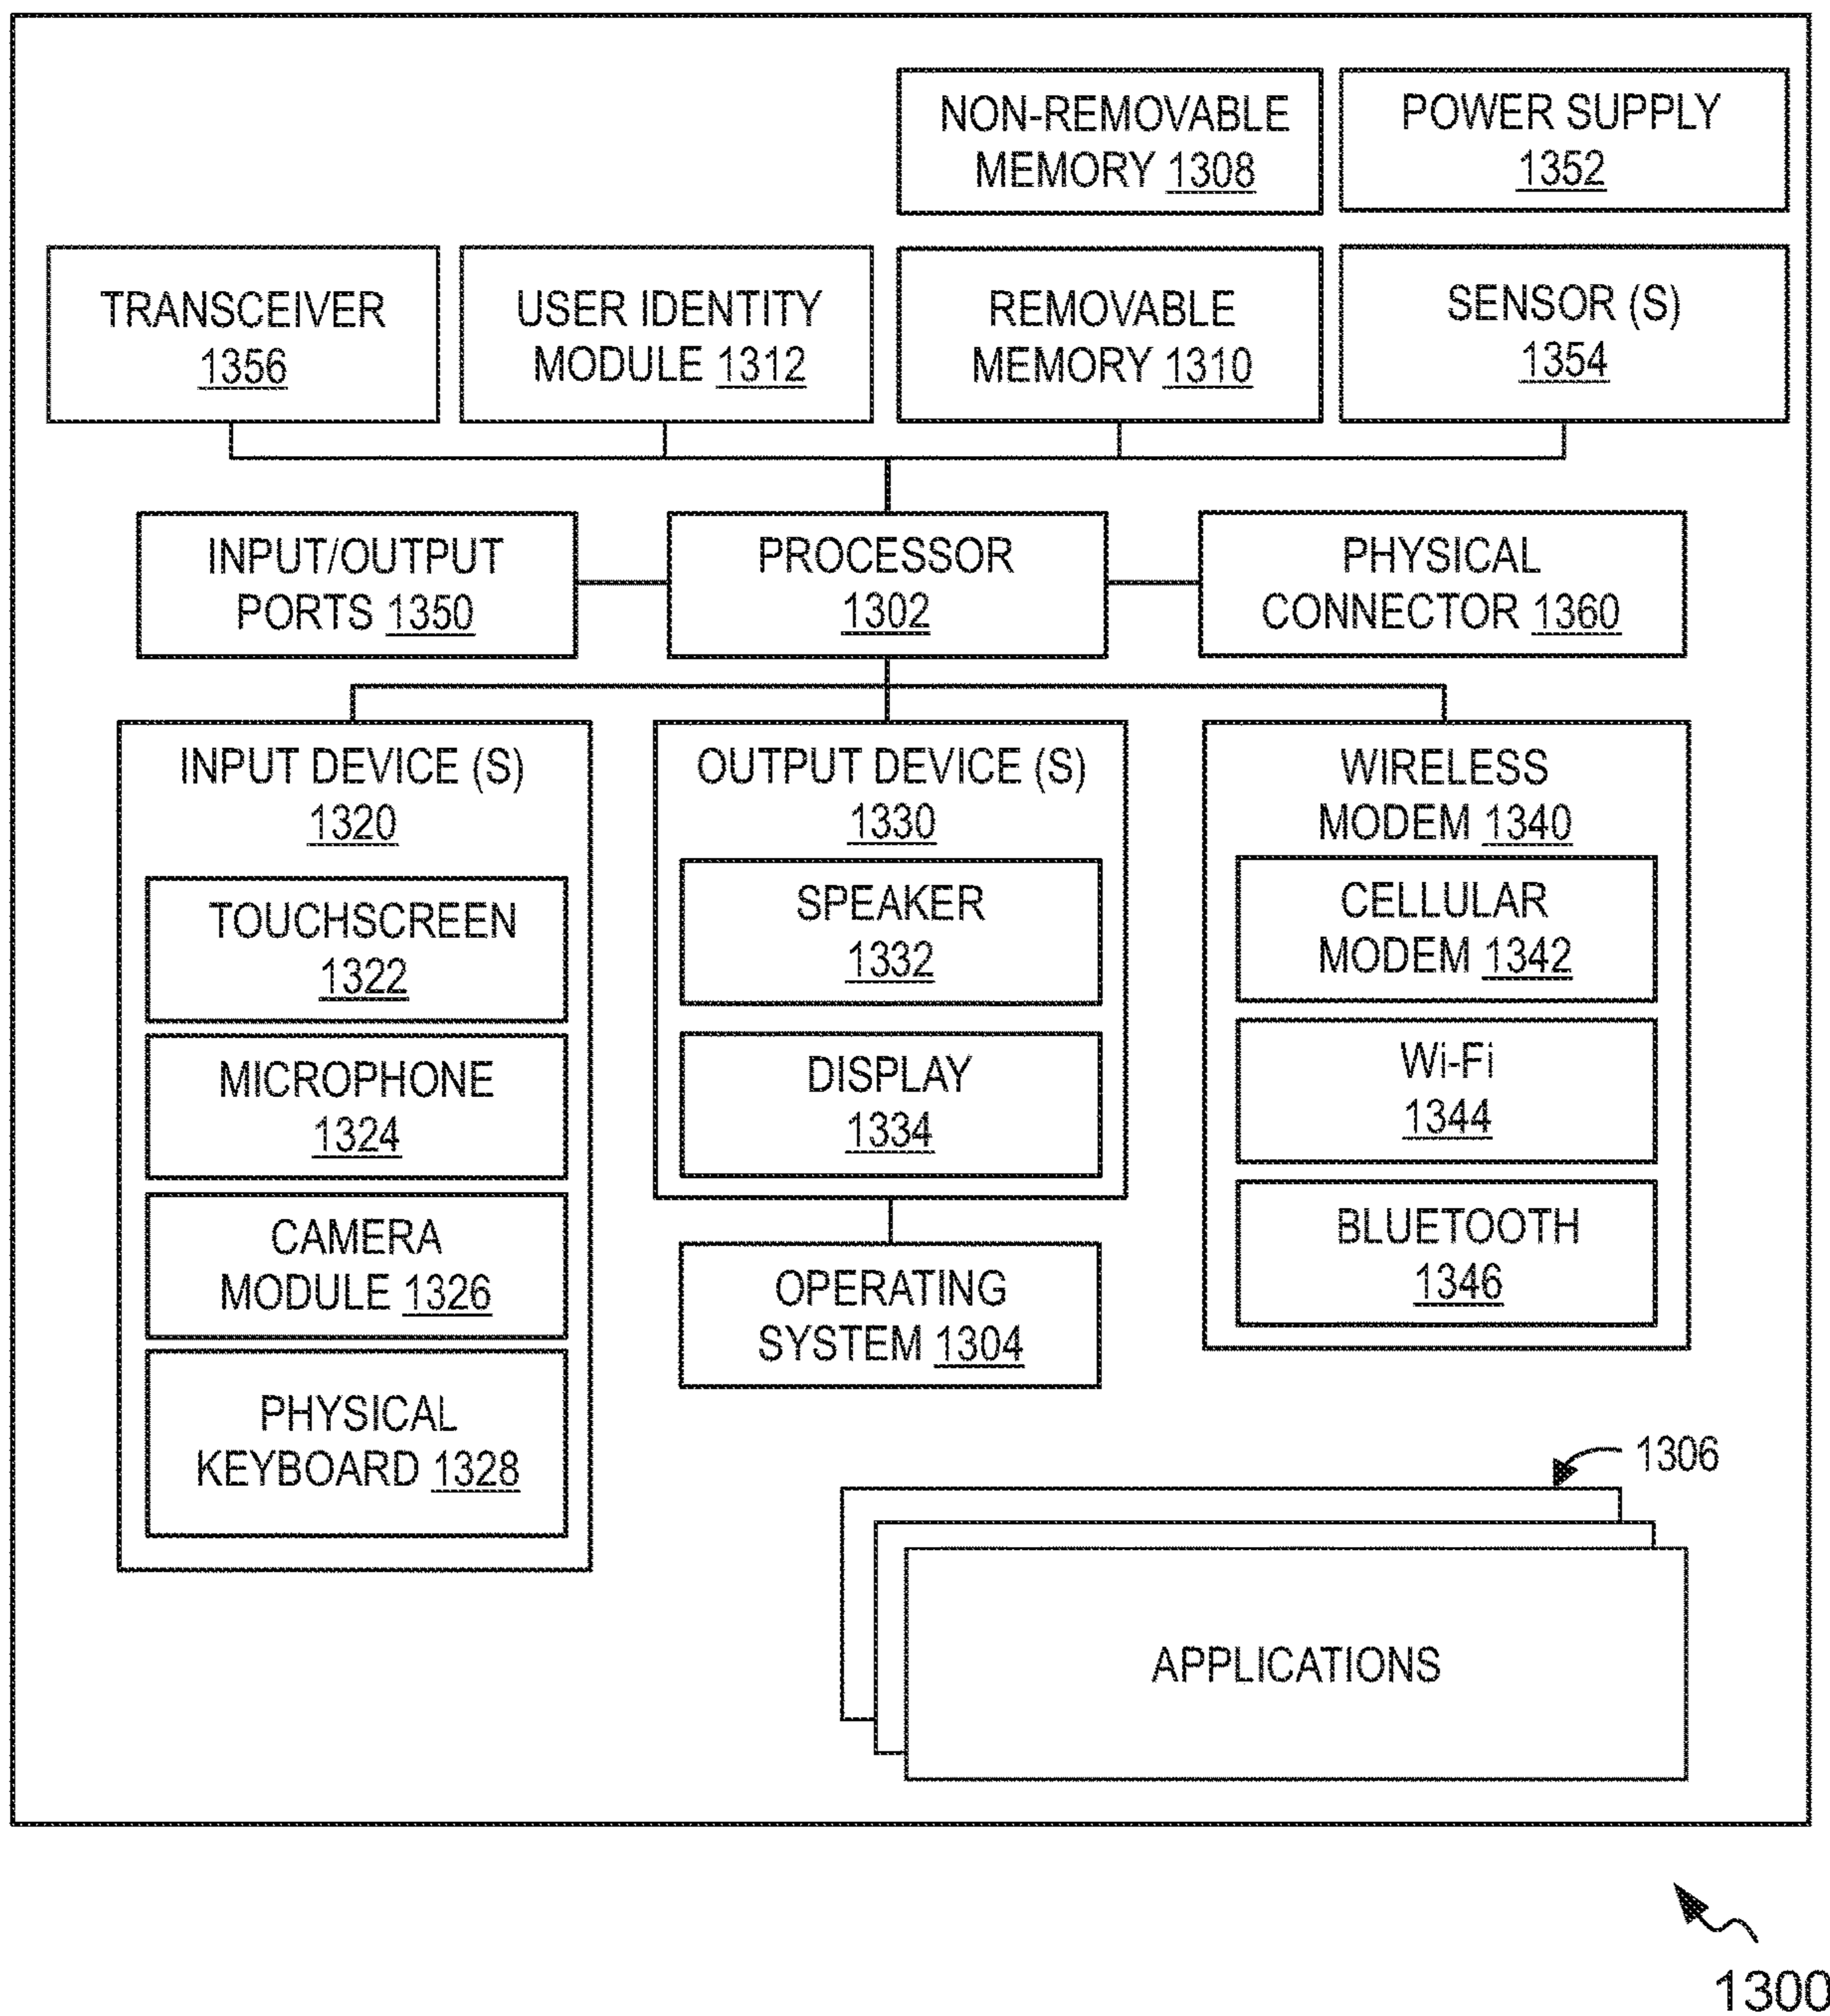 NON-REMOVABLE
MEMORY 1308
POWER SUPPLY
1352
TRANSCEIVER
1356
USER IDENTITY
MODULE 1312
REMOVABLE
MEMORY 1310
SENSOR (S)
1354
INPUT/OUTPUT
PORTS 1350
PROCESSOR
1302
PHYSICAL
CONNECTOR 1360
INPUT DEVICE (S)
1320
TOUCHSCREEN
1322
MICROPHONE
1324
CAMERA
MODULE 1326
PHYSICAL
KEYBOARD 1328
OUTPUT DEVICE (S)
1330
SPEAKER
1332
DISPLAY
1334
OPERATING
SYSTEM 1304
WIRELESS
MODEM 1340
CELLULAR
MODEM 1342
Wi-Fi
1344
BLUETOOTH
1346
1306
APPLICATIONS
1300